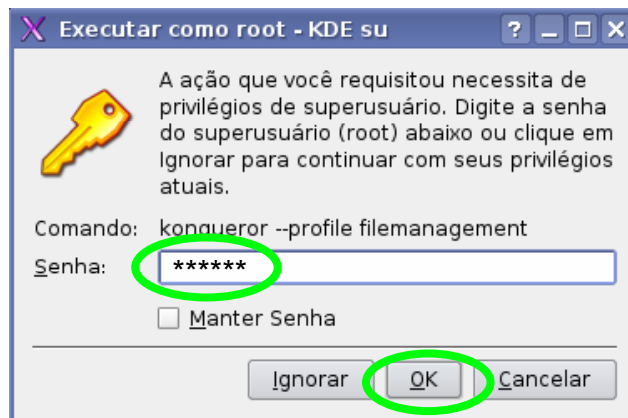 Executar como root - KDE su
A ação que você requisitou necessita de
privilégios de superusuário. Digite a senha
do superusuário (root) abaixo ou clique em
Ignorar para continuar com seus privilégios
atuais.
Comando: konqueror --profile filemanagement
Senha: ******
Manter Senha
Ignorar OK Cancelar